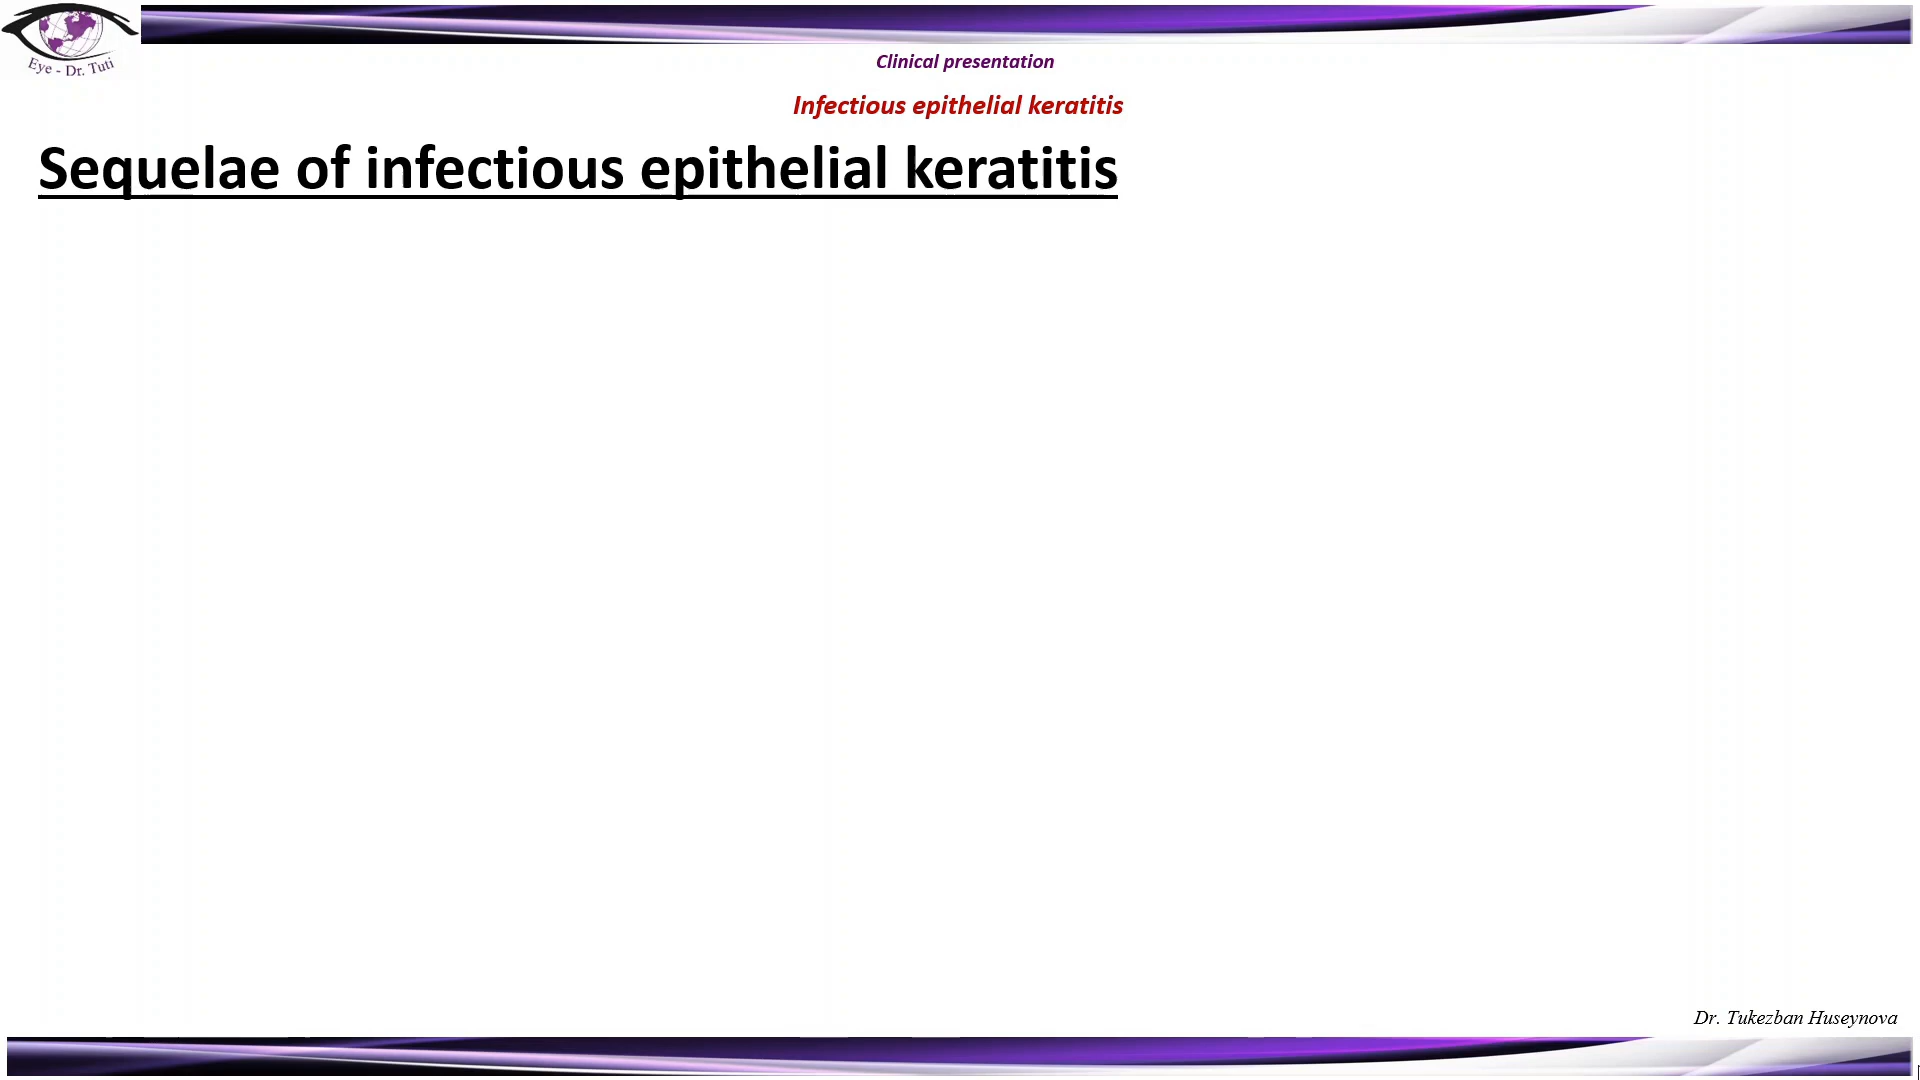 Eye - Dr. Tuti
Clinical presentation
Infectious epithelial keratitis
Sequelae of infectious epithelial keratitis
Dr. Tukezban Huseynova